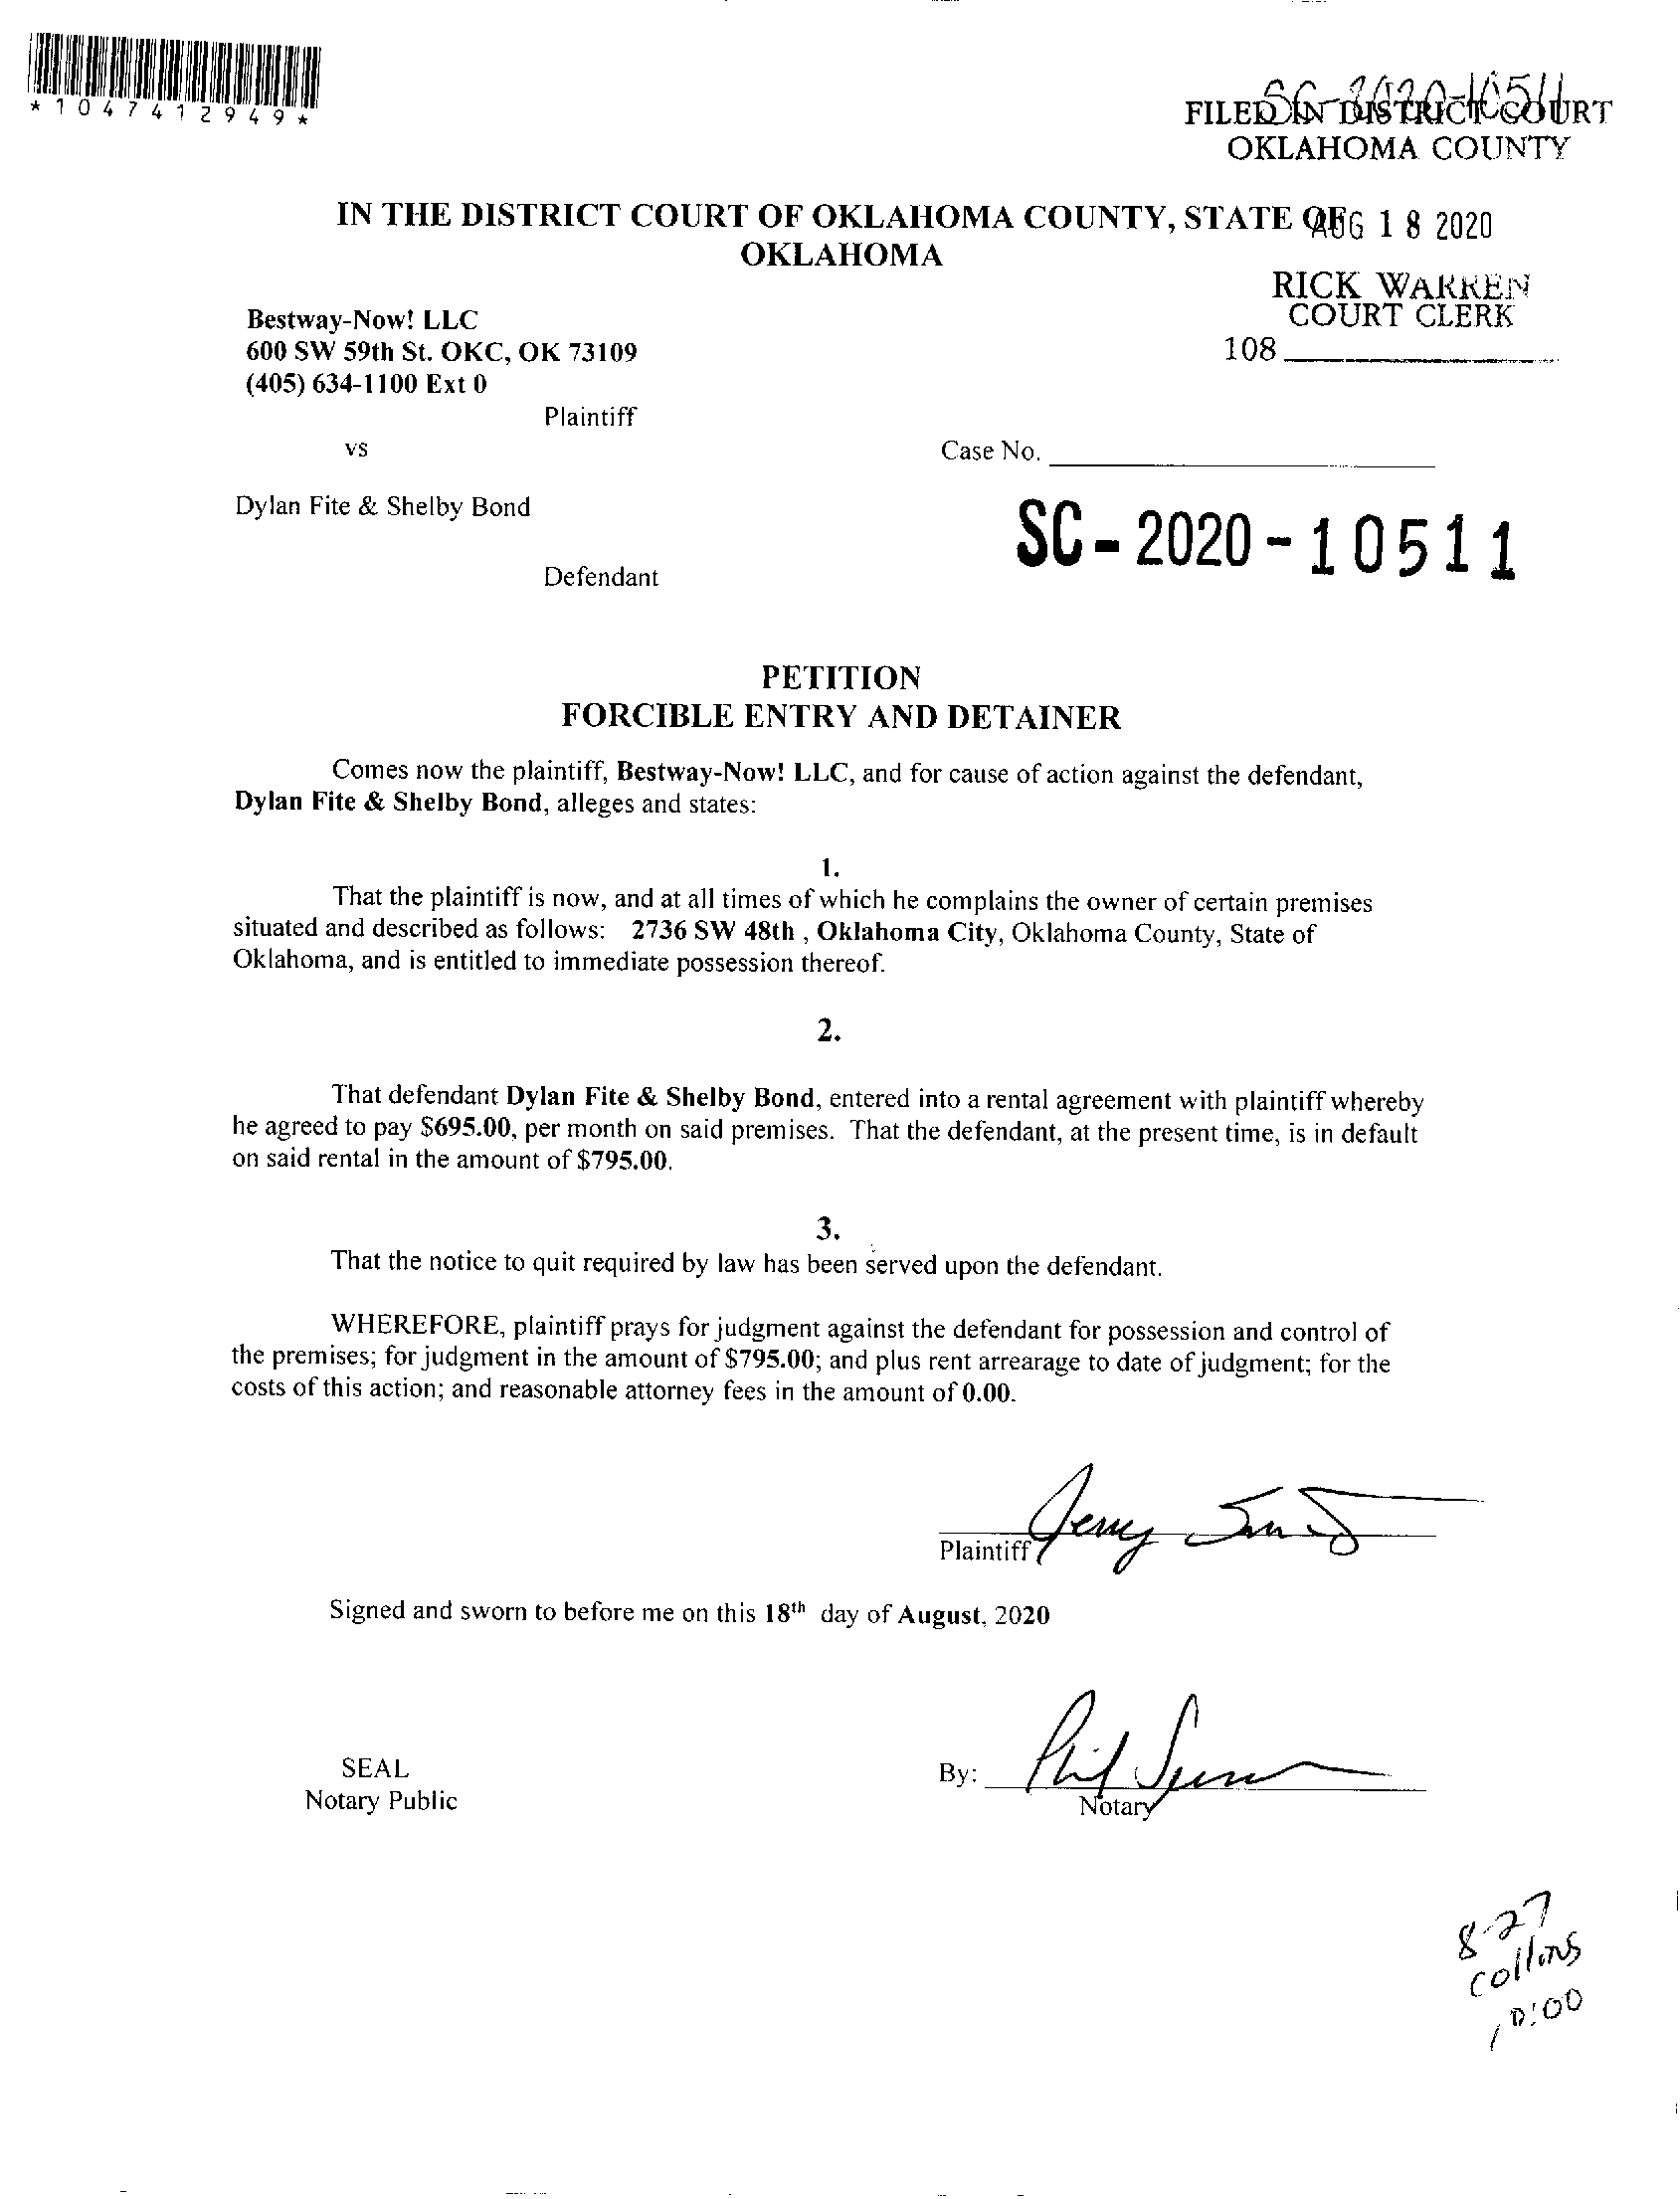 *1047412949*
SC-2020-10511
FILED IN DISTRICT COURT
OKLAHOMA COUNTY
IN THE DISTRICT COURT OF OKLAHOMA COUNTY, STATE OF
AUG 18 2020
OKLAHOMA
RICK WARREN
COURT CLERK
108
Bestway-Now! LLC
600 SW 59th St. OKC, OK 73109
(405) 634-1100 Ext 0
Plaintiff
vs
Case No.
Dylan Fite & Shelby Bond
SC-2020-10511
Defendant
PETITION
FORCIBLE ENTRY AND DETAINER
Comes now the plaintiff, Bestway-Now! LLC, and for cause of action against the defendant,
Dylan Fite & Shelby Bond, alleges and states:
1.
That the plaintiff is now, and at all times of which he complains the owner of certain premises
situated and described as follows: 2736 SW 48th , Oklahoma City, Oklahoma County, State of
Oklahoma, and is entitled to immediate possession thereof.
2.
That defendant Dylan Fite & Shelby Bond, entered into a rental agreement with plaintiff whereby
he agreed to pay $695.00, per month on said premises. That the defendant, at the present time, is in default
on said rental in the amount of $795.00.
3.
That the notice to quit required by law has been served upon the defendant.
WHEREFORE, plaintiff prays for judgment against the defendant for possession and control of
the premises; for judgment in the amount of $795.00; and plus rent arrearage to date of judgment; for the
costs of this action; and reasonable attorney fees in the amount of 0.00.
Jerry
Plaintiff
Signed and sworn to before me on this 18th day of August, 2020
SEAL
By: Phil
Notary Public
Notary
8-27
Collins
10:00